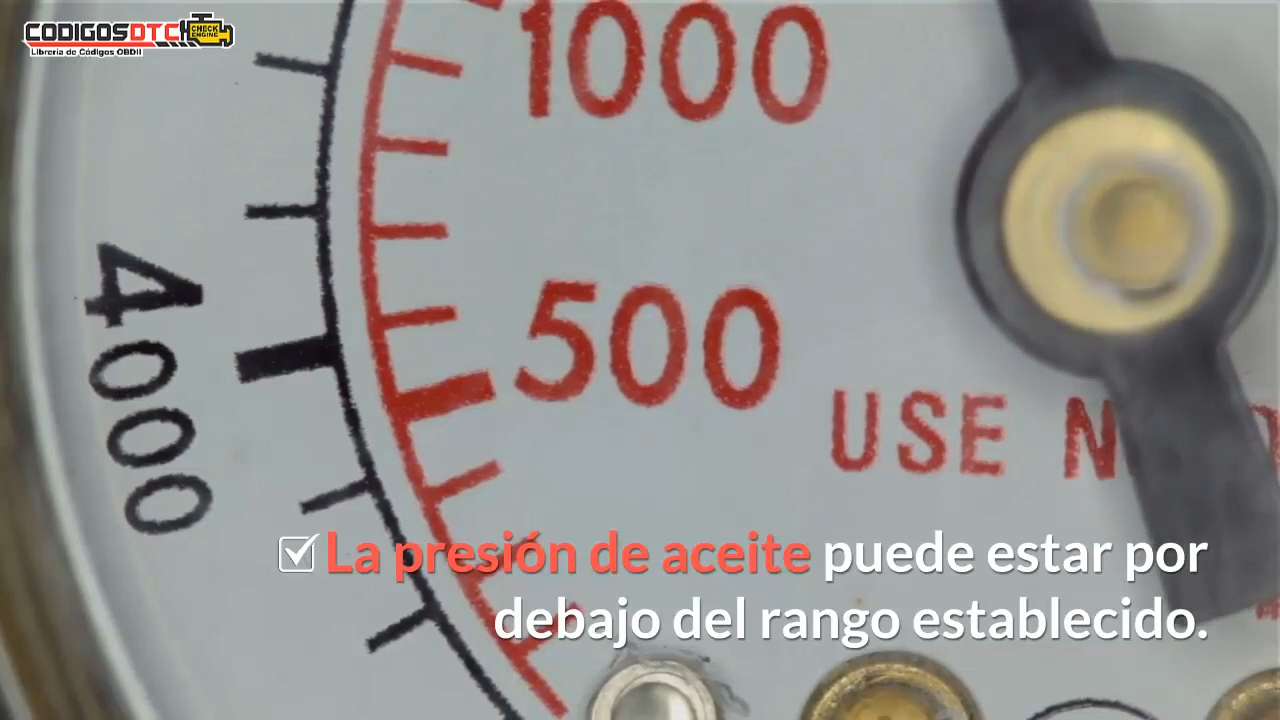 CODIGOSDTC
CHECK
ENGINE
Librería de Códigos OBDII
1000
500
4000
USE N
La presión de aceite puede estar por
debajo del rango establecido.